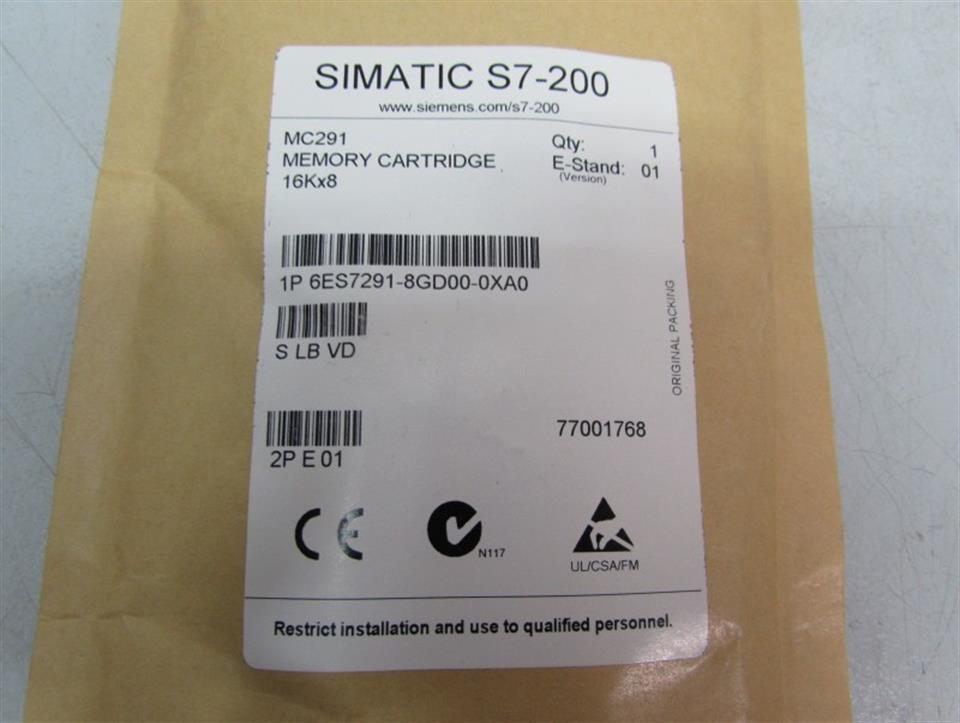 SIMATIC S7-200
www.siemens.com/s7-200
MC291
MEMORY CARTRIDGE
16Kx8
Qty: 1
E-Stand: 01
(Version)
1P 6ES7291-8GD00-0XA0
S LB VD
ORIGINAL PACKING
2P E 01
77001768
CE
N117
UL/CSA/FM
Restrict installation and use to qualified personnel.